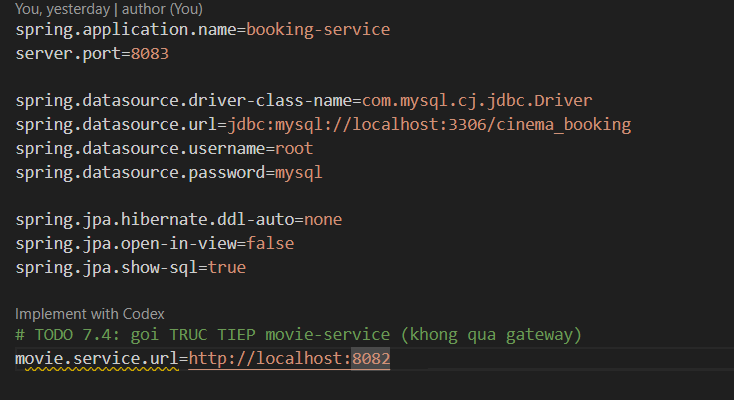 You, yesterday | author (You)
spring.application.name=booking-service
server.port=8083
spring.datasource.driver-class-name=com.mysql.cj.jdbc.Driver
spring.datasource.url=jdbc:mysql://localhost:3306/cinema_booking
spring.datasource.username=root
spring.datasource.password=mysql
spring.jpa.hibernate.ddl-auto=none
spring.jpa.open-in-view=false
spring.jpa.show-sql=true
Implement with Codex
# TODO 7.4: goi TRUC TIEP movie-service (khong qua gateway)
movie.service.url=http://localhost:8082